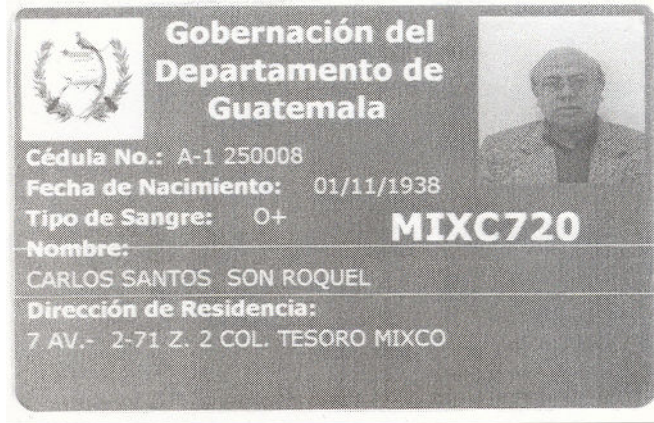 Gobernación del
Departamento de
Guatemala
Cédula No.: A-1 250008
Fecha de Nacimiento: 01/11/1938
Tipo de Sangre: O+
MIXC720
Nombre:
CARLOS SANTOS SON ROQUEL
Dirección de Residencia:
7 AV.- 2-71 Z. 2 COL. TESORO MIXCO